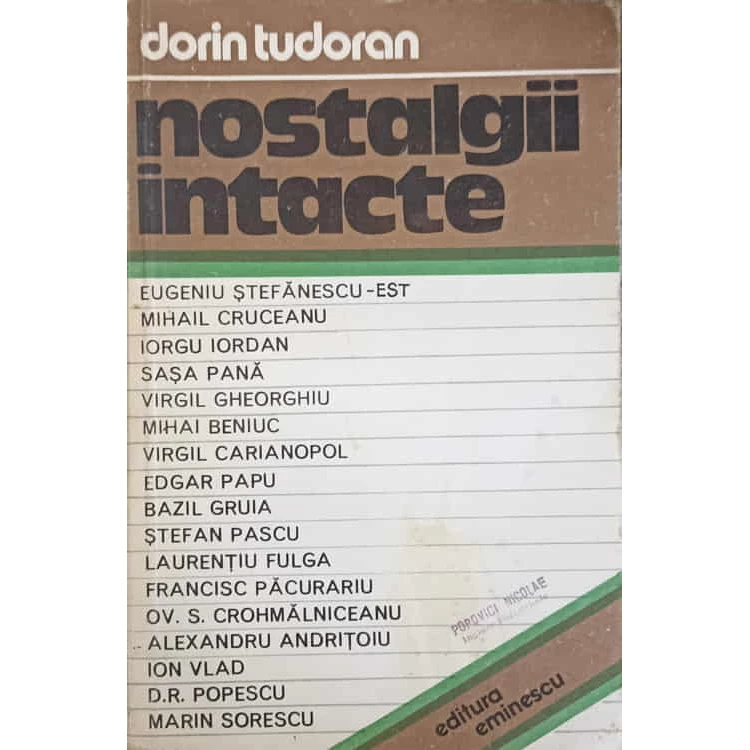 dorin tudoran
nostalgii
intacte
EUGENIU ŞTEFĂNESCU-EST
MIHAIL CRUCEANU
IORGU IORDAN
SAŞA PANĂ
VIRGIL GHEORGHIU
MIHAI BENIUC
VIRGIL CARIANOPOL
EDGAR PAPU
BAZIL GRUIA
ŞTEFAN PASCU
LAURENŢIU FULGA
FRANCISC PĂCURARIU
OV. S. CROHMĂLNICEANU
ALEXANDRU ANDRIŢOIU
ION VLAD
D.R. POPESCU
MARIN SORESCU
POPOVICI NICOLAE
editura
eminescu